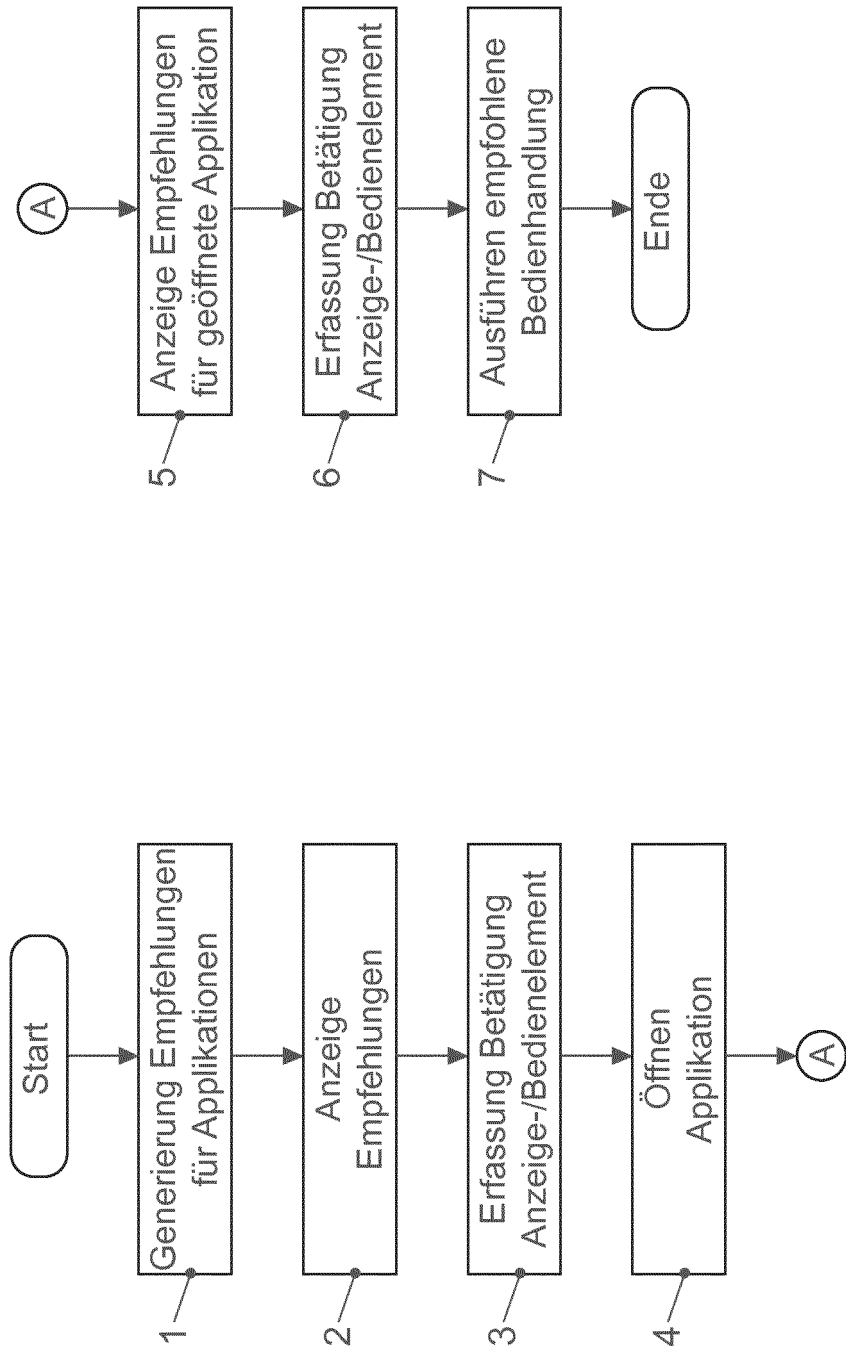 Start
1
Generierung Empfehlungen
für Applikationen
2
Anzeige
Empfehlungen
3
Erfassung Betätigung
Anzeige-/Bedienelement
4
Öffnen
Applikation
A
A
5
Anzeige Empfehlungen
für geöffnete Applikation
6
Erfassung Betätigung
Anzeige-/Bedienelement
7
Ausführen empfohlene
Bedienhandlung
Ende